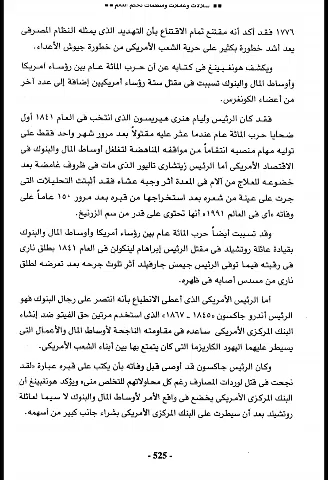 ١٧٧٦ فقد أكد أنه مقتنع تمام الاقتناع بأن التهديد الذي يمثله النظام المصرفي
يعد أشد خطورة بكثير على حرية الشعب الأمريكي من خطورة جيوش الأعداء.
ويكشف هونغبينغ في كتابه عن أن حرب المائة عام بين رؤساء امريكا
وأوساط المال والبنوك تسببت في مقتل ستة رؤساء أمريكيين إضافة إلى عدد آخر
من أعضاء الكونغرس.
فقد كان الرئيس وليام هنري هيريسون الذي انتخب في العام ١٨٤١ أول
ضحايا حرب المائة عام عندما عثر عليه مقتولاً بعد مرور شهر واحد فقط على
توليه مهام منصبه انتقاماً من مواقفه المناهضة لتغلغل أوساط المال والبنوك في
الاقتصاد الأمريكي أما الرئيس زيتشاري تاليور الذي مات في ظروف غامضة بعد
خضوعه للعلاج من آلام في المعدة اثر وجبة عشاء فقد أثبتت التحليلات التي
جرت على عينة من شعره بعد استخراجها من قبره بعد مرور ١٥٠ عاماً على
وفاته «أي في العالم ١٩٩١» أنها تحتوي على قدر من سم الزرنيخ.
وقد تسببت أيضاً حرب المائة عام بين رؤساء أمريكا وأوساط المال والبنوك
بقيادة عائلة روتشيلد في مقتل الرئيس إبراهام لينكولن في العام ١٨٤١ بطلق ناري
في رقبته فيما توفي الرئيس جيمس جارفيلد أثر تلوث جرحه بعد تعرضه لطلق
ناري من مسدس أصابه في ظهره.
أما الرئيس الأمريكي الذي أعطى الانطباع بأنه انتصر على رجال البنوك فهو
الرئيس أندرو جاكسون «١٨٤٥ ـ ١٨٦٧» الذي استخدم مرتين حق الفيتو ضد إنشاء
البنك المركزي الأمريكي ساعده في مقاومته الناجحة لأوساط المال والأعمال التي
يسيطر عليهما اليهود الكاريزما التي كان يتمتع بها بين أبناء الشعب الأمريكي.
وكان الرئيس جاكسون قد اوصى قبل وفاته بأن يكتب على قبره عبارة «لقد
نجحت في قتل لوردات المصارف رغم كل محاولاتهم للتخلص مني» ويؤكد هونغبينغ أن
البنك المركزي الأمريكي يخضع في واقع الأمر لأوساط المال والبنوك لا سيما لعائلة
روتشيلد بعد أن سيطرت على البنك المركزي الأمريكي بشراء جانب كبير من أسهمه.
- 525 -